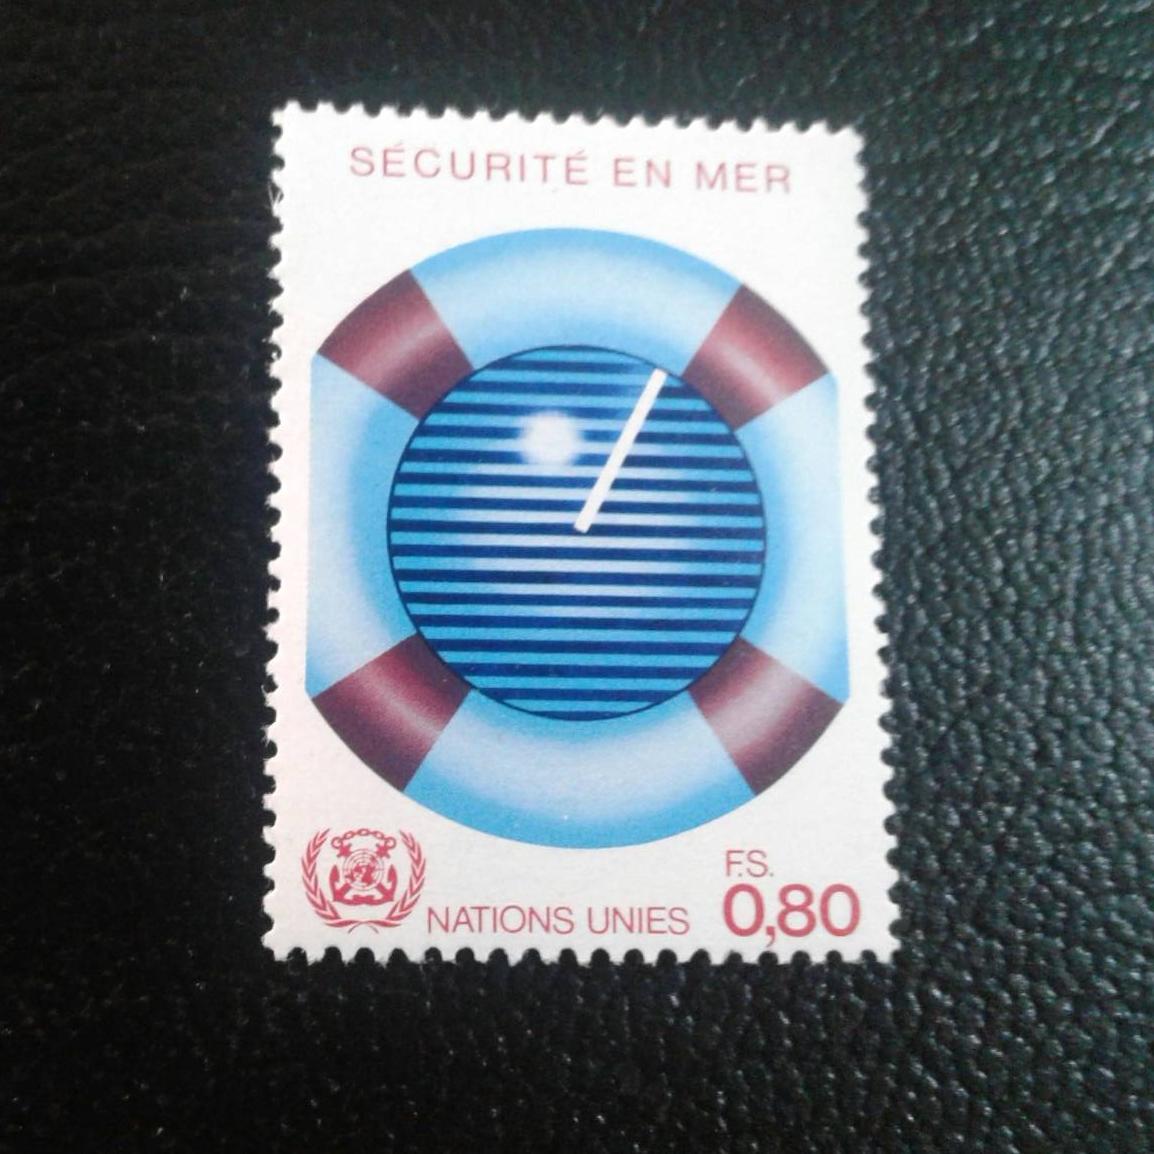 SÉCURITÉ EN MER
F.S.
NATIONS UNIES 0,80